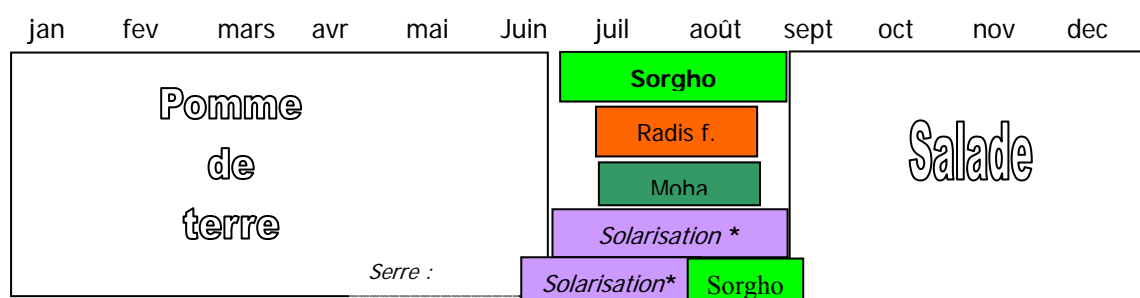 jan fev mars avr mai Juin juil août sept oct nov dec
Sorgho
Pomme
de
terre
Radis f.
Moha
Salade
Solarisation *
Serre :
Solarisation* Sorgho